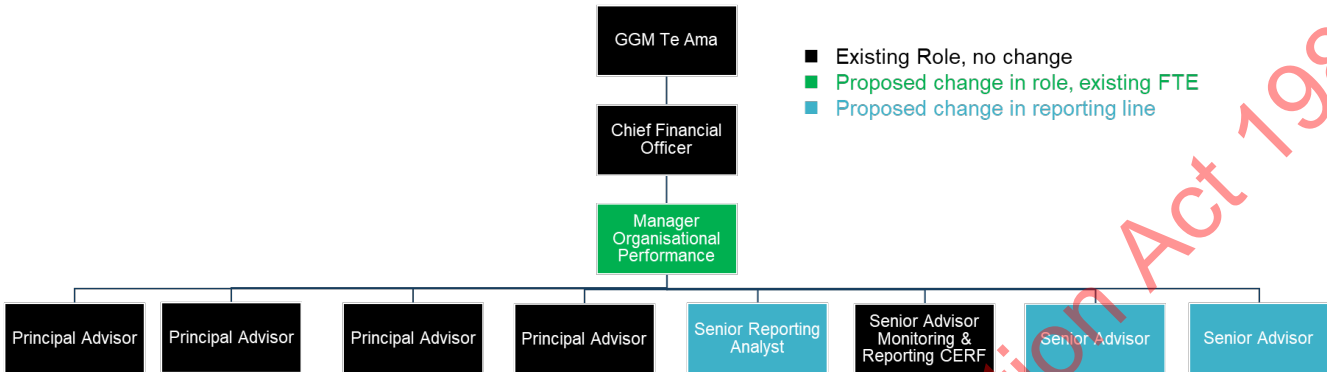 GGM Te Ama
Existing Role, no change
Proposed change in role, existing FTE
Proposed change in reporting line
Chief Financial
Officer
Manager
Organisational
Performance
Principal Advisor
Principal Advisor
Principal Advisor
Principal Advisor
Senior Reporting
Analyst
Senior Advisor
Monitoring &
Reporting CERF
Senior Advisor
Senior Advisor
Act